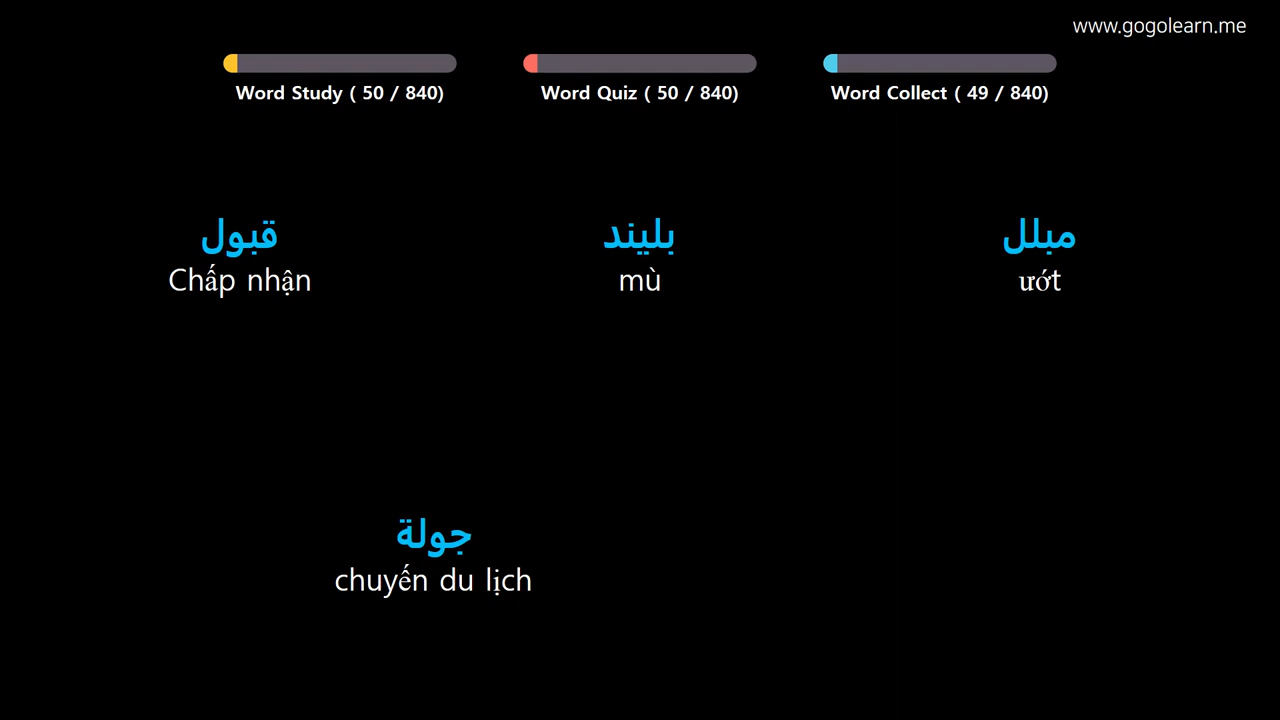 www.gogolearn.me
Word Study ( 50 / 840)
Word Quiz ( 50 / 840)
Word Collect ( 49 / 840)
قبول
Chấp nhận
بليند
mù
مبلل
ướt
جولة
chuyến du lịch